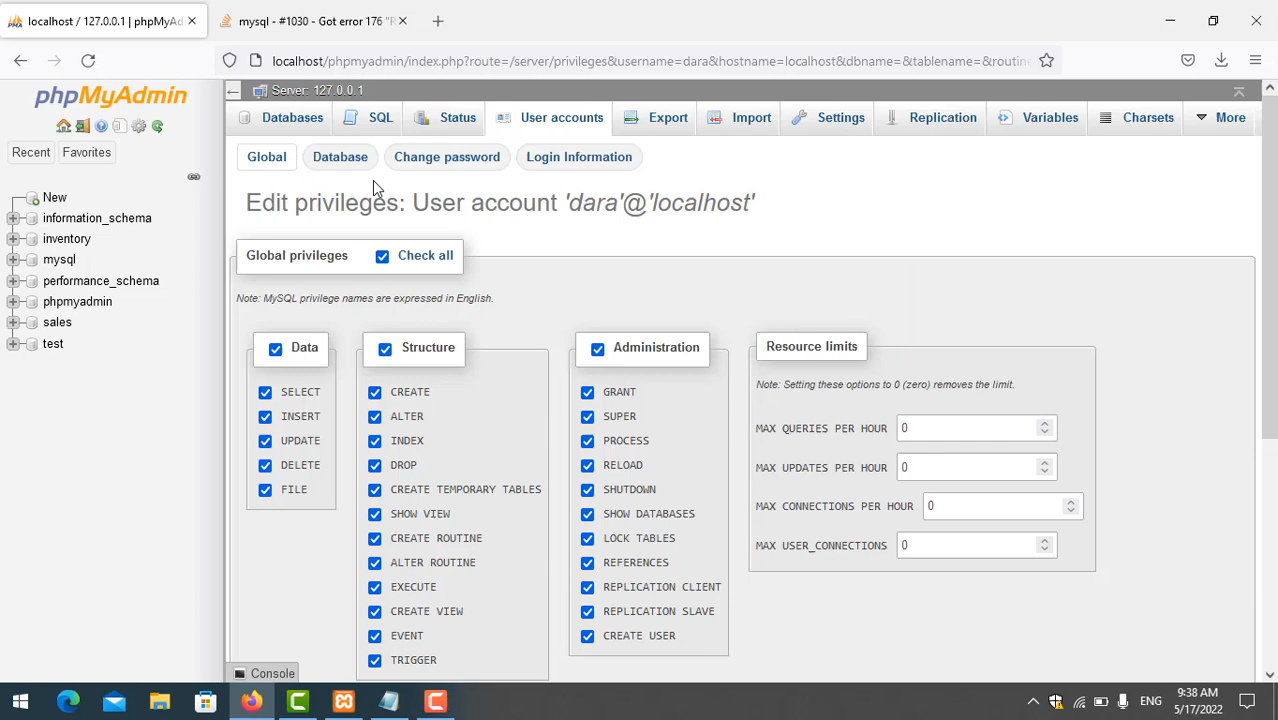 localhost / 127.0.0.1 | phpMyAd
mysql - #1030 - Got error 176 "R
localhost/phpmyadmin/index.php?route=/server/privileges&username=dara&hostname=localhost&dbname=&tablename=&routin
phpMyAdmin
Recent Favorites
New
information_schema
inventory
mysql
performance_schema
phpmyadmin
sales
test
Server: 127.0.0.1
Databases SQL Status User accounts Export Import Settings Replication Variables Charsets More
Global Database Change password Login Information
Edit privileges: User account 'dara'@'localhost'
Global privileges Check all
Note: MySQL privilege names are expressed in English.
Data
SELECT
INSERT
UPDATE
DELETE
FILE
Structure
CREATE
ALTER
INDEX
DROP
CREATE TEMPORARY TABLES
SHOW VIEW
CREATE ROUTINE
ALTER ROUTINE
EXECUTE
CREATE VIEW
EVENT
TRIGGER
Administration
GRANT
SUPER
PROCESS
RELOAD
SHUTDOWN
SHOW DATABASES
LOCK TABLES
REFERENCES
REPLICATION CLIENT
REPLICATION SLAVE
CREATE USER
Resource limits
Note: Setting these options to 0 (zero) removes the limit.
MAX QUERIES PER HOUR 0
MAX UPDATES PER HOUR 0
MAX CONNECTIONS PER HOUR 0
MAX USER_CONNECTIONS 0
Console
ENG
9:38 AM
5/17/2022